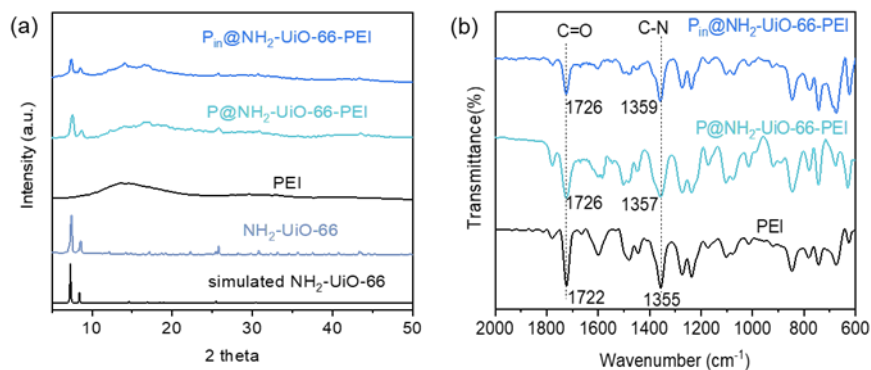 (a)
P_in@NH₂-UiO-66-PEI
P@NH₂-UiO-66-PEI
PEI
NH₂-UiO-66
simulated NH₂-UiO-66
Intensity (a.u.)
10 20 30 40 50
2 theta
(b)
C=O C-N
P_in@NH₂-UiO-66-PEI
1726 1359
P@NH₂-UiO-66-PEI
1726 1357
PEI
1722 1355
Transmittance(%)
2000 1800 1600 1400 1200 1000 800 600
Wavenumber (cm⁻¹)